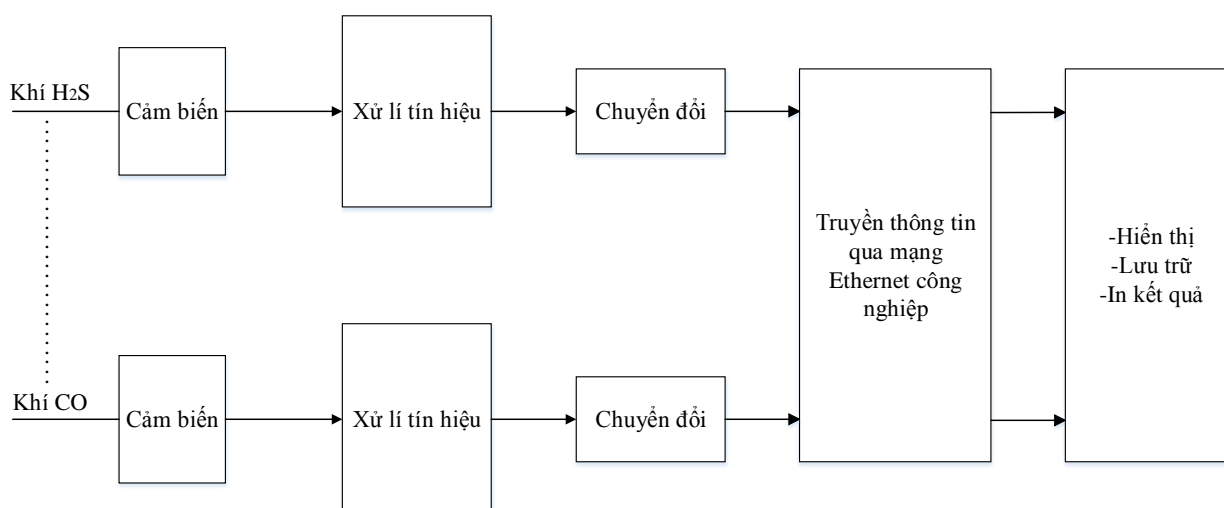 Khí H2S
Cảm biến
Xử lí tín hiệu
Chuyển đổi
Truyền thông tin
qua mạng
Ethernet công
nghiệp
-Hiển thị
-Lưu trữ
-In kết quả
Khí CO
Cảm biến
Xử lí tín hiệu
Chuyển đổi